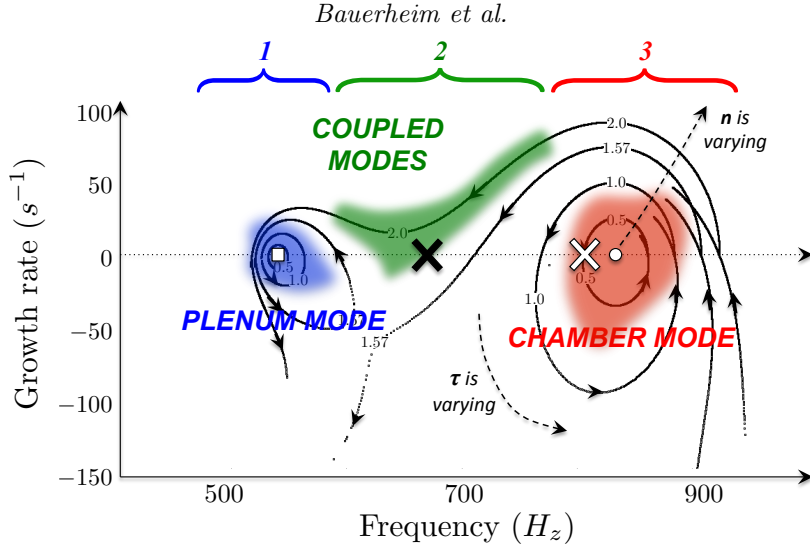 Bauerheim et al.
1 2 3
100
50
0
−50
−100
−150
Growth rate (s−1)
COUPLED
MODES
2.0
1.57
1.0
0.5
n is
varying
2.0
0.5
1.0
0.5
PLENUM MODE
1.57
1.57
1.0
CHAMBER MODE
τ is
varying
500 700 900
Frequency (Hz)